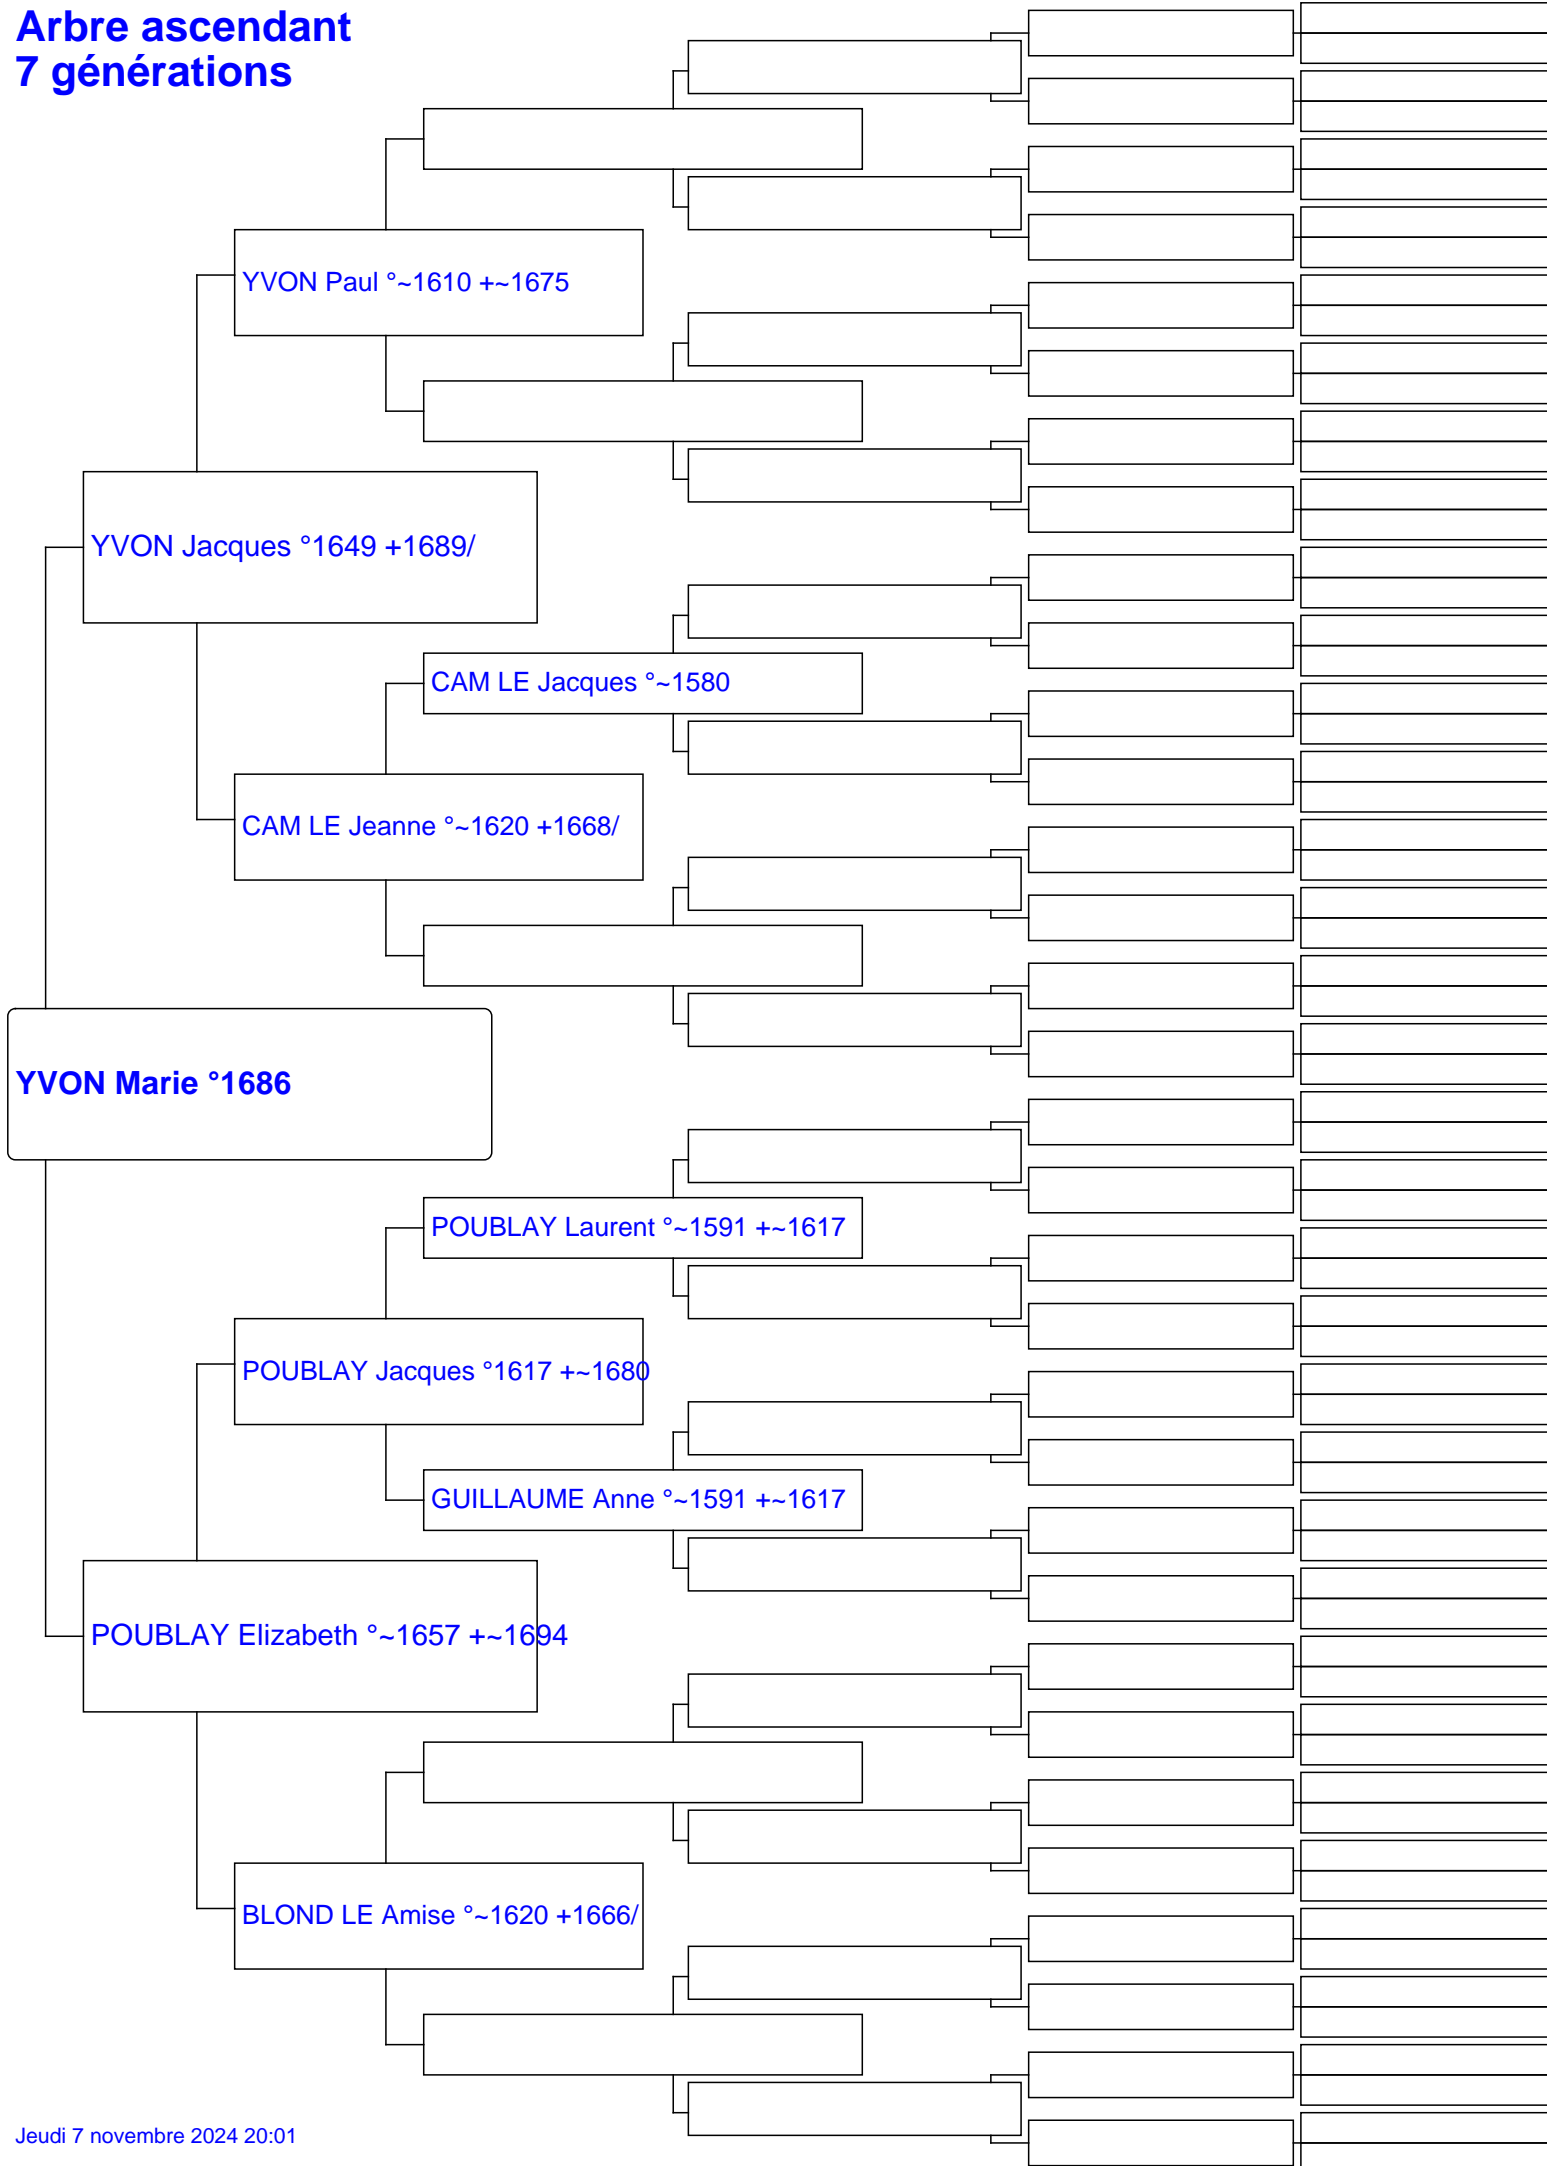 Arbre ascendant
7 générations
YVON Paul °~1610 +~1675
YVON Jacques °1649 +1689/
CAM LE Jacques °~1580
CAM LE Jeanne °~1620 +1668/
YVON Marie °1686
POUBLAY Laurent °~1591 +~1617
POUBLAY Jacques °1617 +~1680
GUILLAUME Anne °~1591 +~1617
POUBLAY Elizabeth °~1657 +~1694
BLOND LE Amise °~1620 +1666/
Jeudi 7 novembre 2024 20:01